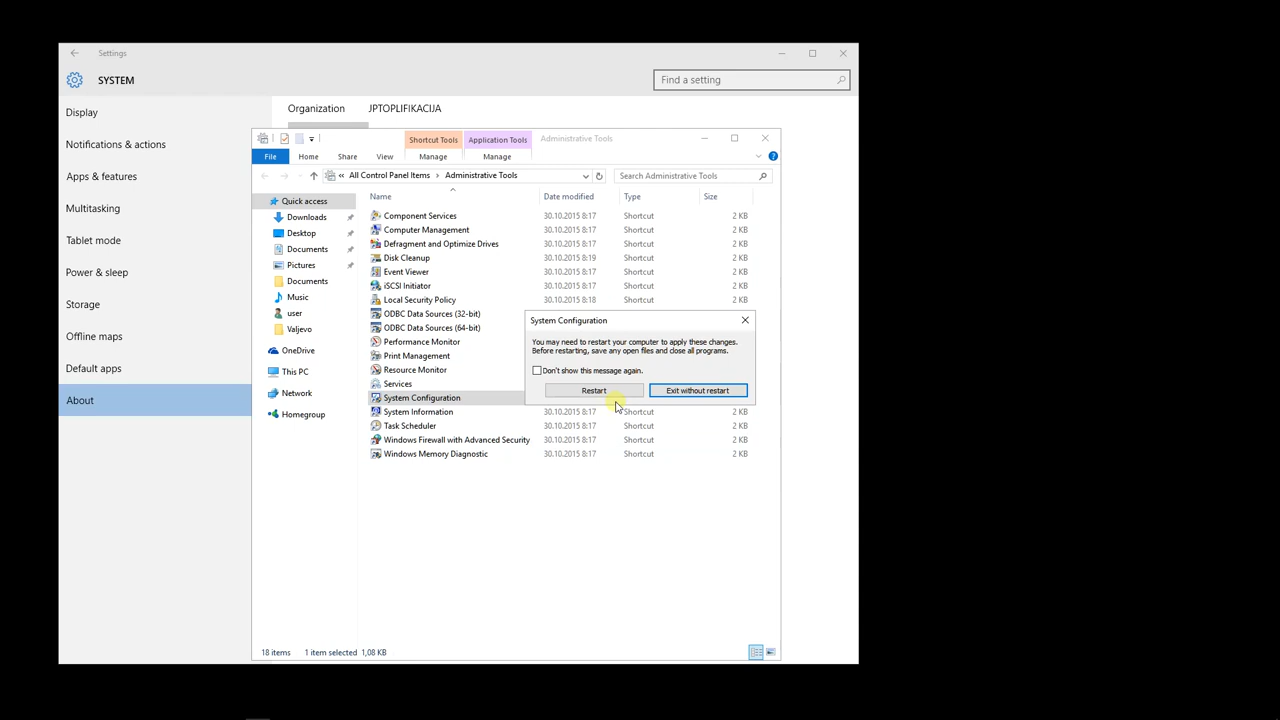 Settings
SYSTEM
Find a setting
Display
Notifications & actions
Apps & features
Multitasking
Tablet mode
Power & sleep
Storage
Offline maps
Default apps
About
Organization JPTOPLIFIKACIJA
Shortcut Tools Application Tools Administrative Tools
File Home Share View Manage Manage
« All Control Panel Items > Administrative Tools
Search Administrative Tools
Quick access
Downloads
Desktop
Documents
Pictures
Documents
Music
user
Valjevo
OneDrive
This PC
Network
Homegroup
Name Date modified Type Size
Component Services 30.10.2015 8:17 Shortcut 2 KB
Computer Management 30.10.2015 8:17 Shortcut 2 KB
Defragment and Optimize Drives 30.10.2015 8:17 Shortcut 2 KB
Disk Cleanup 30.10.2015 8:19 Shortcut 2 KB
Event Viewer 30.10.2015 8:17 Shortcut 2 KB
iSCSI Initiator 30.10.2015 8:17 Shortcut 2 KB
Local Security Policy 30.10.2015 8:18 Shortcut 2 KB
ODBC Data Sources (32-bit)
ODBC Data Sources (64-bit)
Performance Monitor
Print Management
Resource Monitor
Services
System Configuration
System Information 30.10.2015 8:17 Shortcut 2 KB
Task Scheduler 30.10.2015 8:17 Shortcut 2 KB
Windows Firewall with Advanced Security 30.10.2015 8:17 Shortcut 2 KB
Windows Memory Diagnostic 30.10.2015 8:17 Shortcut 2 KB
System Configuration
You may need to restart your computer to apply these changes.
Before restarting, save any open files and close all programs.
Don't show this message again.
Restart Exit without restart
18 items 1 item selected 1,08 KB